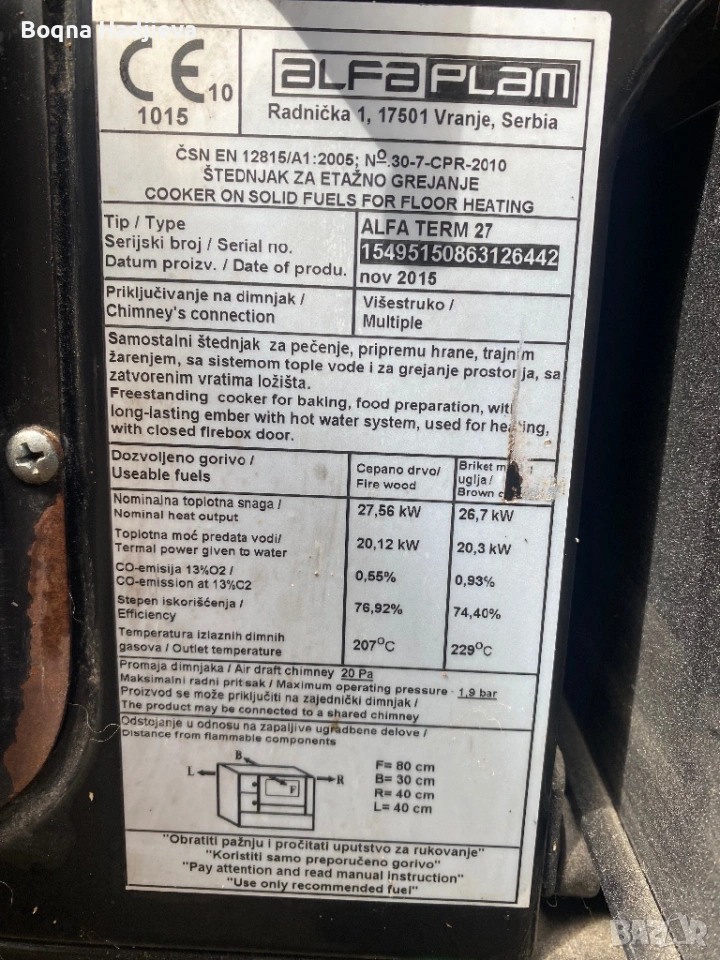 Boqna Hadjieva
CE 10
1015
ALFAPLAM
Radnička 1, 17501 Vranje, Serbia
ČSN EN 12815/A1:2005; Nº.30-7-CPR-2010
ŠTEDNJAK ZA ETAŽNO GREJANJE
COOKER ON SOLID FUELS FOR FLOOR HEATING
Tip / Type
ALFA TERM 27
Serijski broj / Serial no.
15495150863126442
Datum proizv. / Date of produ.
nov 2015
Priključivanje na dimnjak /
Chimney's connection
Višestruko /
Multiple
Samostalni štednjak za pečenje, pripremu hrane, trajnim
žarenjem, sa sistemom tople vode i za grejanje prostorija, sa
zatvorenim vratima ložišta.
Freestanding cooker for baking, food preparation, with
long-lasting ember with hot water system, used for heating,
with closed firebox door.
Dozvoljeno gorivo /
Useable fuels
Cepano drvo/
Fire wood
Briket
uglja /
Brown
Nominalna toplotna snaga /
Nominal heat output
27,56 kW
26,7 kW
Toplotna moć predata vodi/
Termal power given to water
20,12 kW
20,3 kW
CO-emisija 13%O2 /
CO-emission at 13%C2
0,55%
0,93%
Stepen iskorišćenja /
Efficiency
76,92%
74,40%
Temperatura izlaznih dimnih
gasova / Outlet temperature
207°C
229°C
Promaja dimnjaka / Air draft chimney 20 Pa
Maksimalni radni pritisak / Maximum operating pressure - 1,9 bar
Proizvod se može priključiti na zajednički dimnjak /
The product may be connected to a shared chimney
Odstojanje u odnosu na zapaljive ugradbene delove /
Distance from flammable components
B
L
R
F
F= 80 cm
B= 30 cm
R= 40 cm
L= 40 cm
"Obratiti pažnju i pročitati uputstvo za rukovanje"
"Koristiti samo preporučeno gorivo"
"Pay attention and read manual instruction"
"Use only recommended fuel"
BAZAR